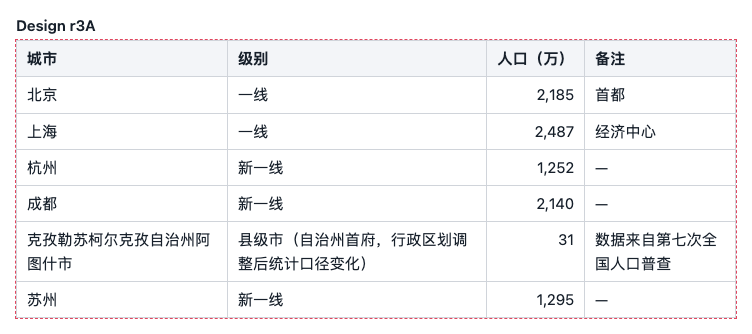 Design r3A
城市 级别 人口（万） 备注
北京 一线 2,185 首都
上海 一线 2,487 经济中心
杭州 新一线 1,252 —
成都 新一线 2,140 —
克孜勒苏柯尔克孜自治州阿 县级市（自治州首府，行政区划调 31 数据来自第七次全
图什市 整后统计口径变化） 国人口普查
苏州 新一线 1,295 —